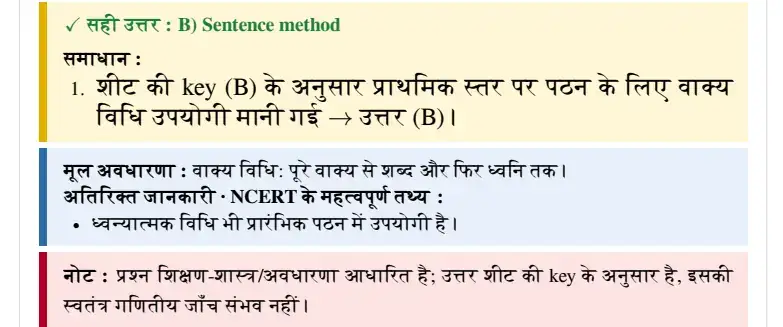 ✓ सही उत्तर : B) Sentence method
समाधान :
1. शीट की key (B) के अनुसार प्राथमिक स्तर पर पठन के लिए वाक्य
विधि उपयोगी मानी गई → उत्तर (B)।
मूल अवधारणा : वाक्य विधि: पूरे वाक्य से शब्द और फिर ध्वनि तक।
अतिरिक्त जानकारी · NCERT के महत्वपूर्ण तथ्य :
• ध्वन्यात्मक विधि भी प्रारंभिक पठन में उपयोगी है।
नोट : प्रश्न शिक्षण-शास्त्र/अवधारणा आधारित है; उत्तर शीट की key के अनुसार है, इसकी
स्वतंत्र गणितीय जाँच संभव नहीं।